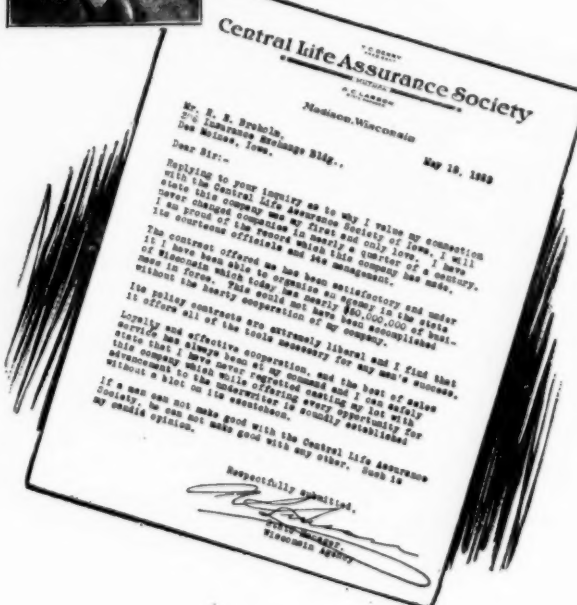 Central Life Assurance Society
MUTUAL
Madison, Wisconsin
May 19,
Mr. Broholm,
Insurance Exchange Bldg.,
Des Moines, Iowa.
Dear Sir:-
Replying to your inquiry as to why I value my connection
with the Central Life Assurance Society of Iowa, I will
state this company was my first and only love. I have
never changed companies in nearly a quarter of a century.
I am proud of the record which this company has made,
its courteous officials and its management.
The contract offered me has been satisfactory and under
it I have been able to organize an agency in the state
of Wisconsin which today has nearly $50,000,000 of busi-
ness in force. This could not have been accomplished
without the hearty cooperation of my company.
Its policy contracts are extremely liberal and I find that
it offers all of the tools necessary for any man's success.
Loyalty and effective cooperation, and the best of sales
service has always been at my command and I can safely
state that I have never regretted casting my lot with
this company which while offering every opportunity for
advancement to the underwriter is soundly established
without a blot on its escutcheon.
If a man can not make good with the Central Life Assurance
Society, he can not make good with any other. Such is
my candid opinion.
Respectfully submitted,
State Manager,
Wisconsin Agency